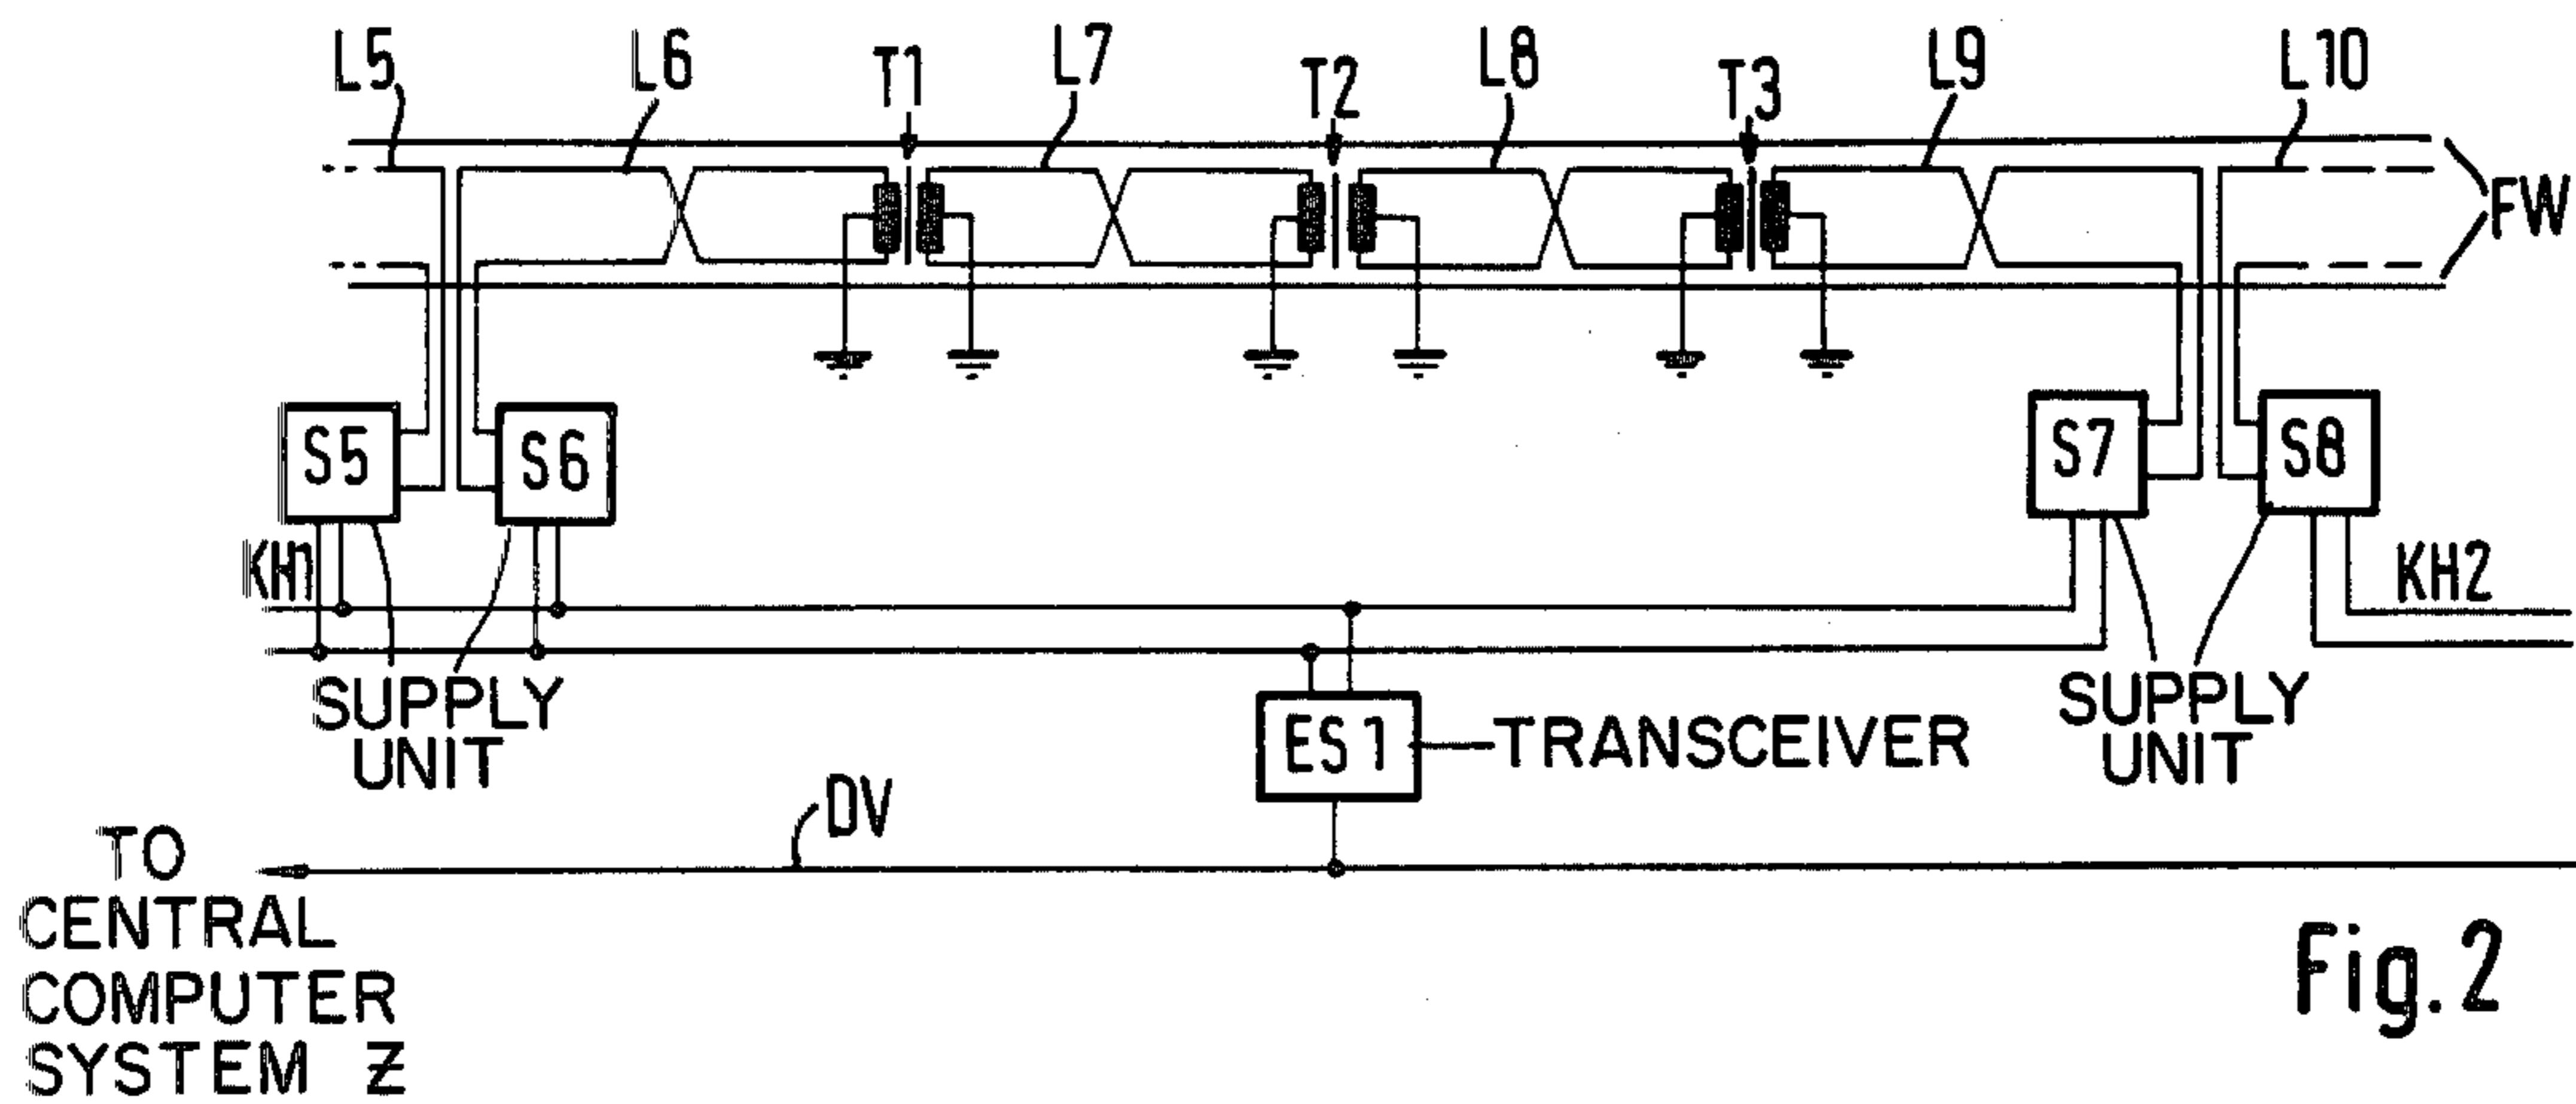 L5
L6
T1
L7
T2
L8
T3
L9
L10
FW
S5
S6
S7
S8
KH1
KH2
SUPPLY
UNIT
SUPPLY
UNIT
ES1
TRANSCEIVER
DV
TO
CENTRAL
COMPUTER
SYSTEM Z
Fig.2